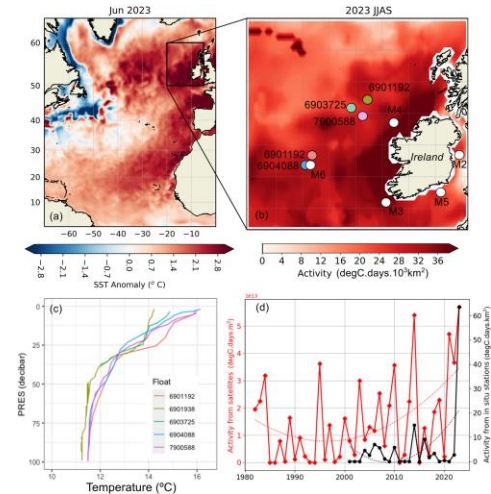 Jun 2023
2023 JJAS
60
50
40
30
20
10
(a)
−60 −50 −40 −30 −20 −10
6901192
6903725
M4
7900588
6901192
Ireland
M2
6904088
M6
M5
M3
(b)
−2.8 −2.1 −1.4 −0.7 0.0 0.7 1.4 2.1 2.8
SST Anomaly (° C)
0 4 8 12 16 20 24 28 32 36
Activity (degC.days.10³km²)
(c)
PRES (decibar)
0
25
50
75
100
Float
6901192
6901938
6903725
6904088
7900588
10 12 14 16
Temperature (ºC)
1e13
(d)
Activity from satellites (degC.days.m²)
5
4
3
2
1
0
60
50
40
30
20
10
0
Activity from in situ stations (degC.days)
1980 1990 2000 2010 2020